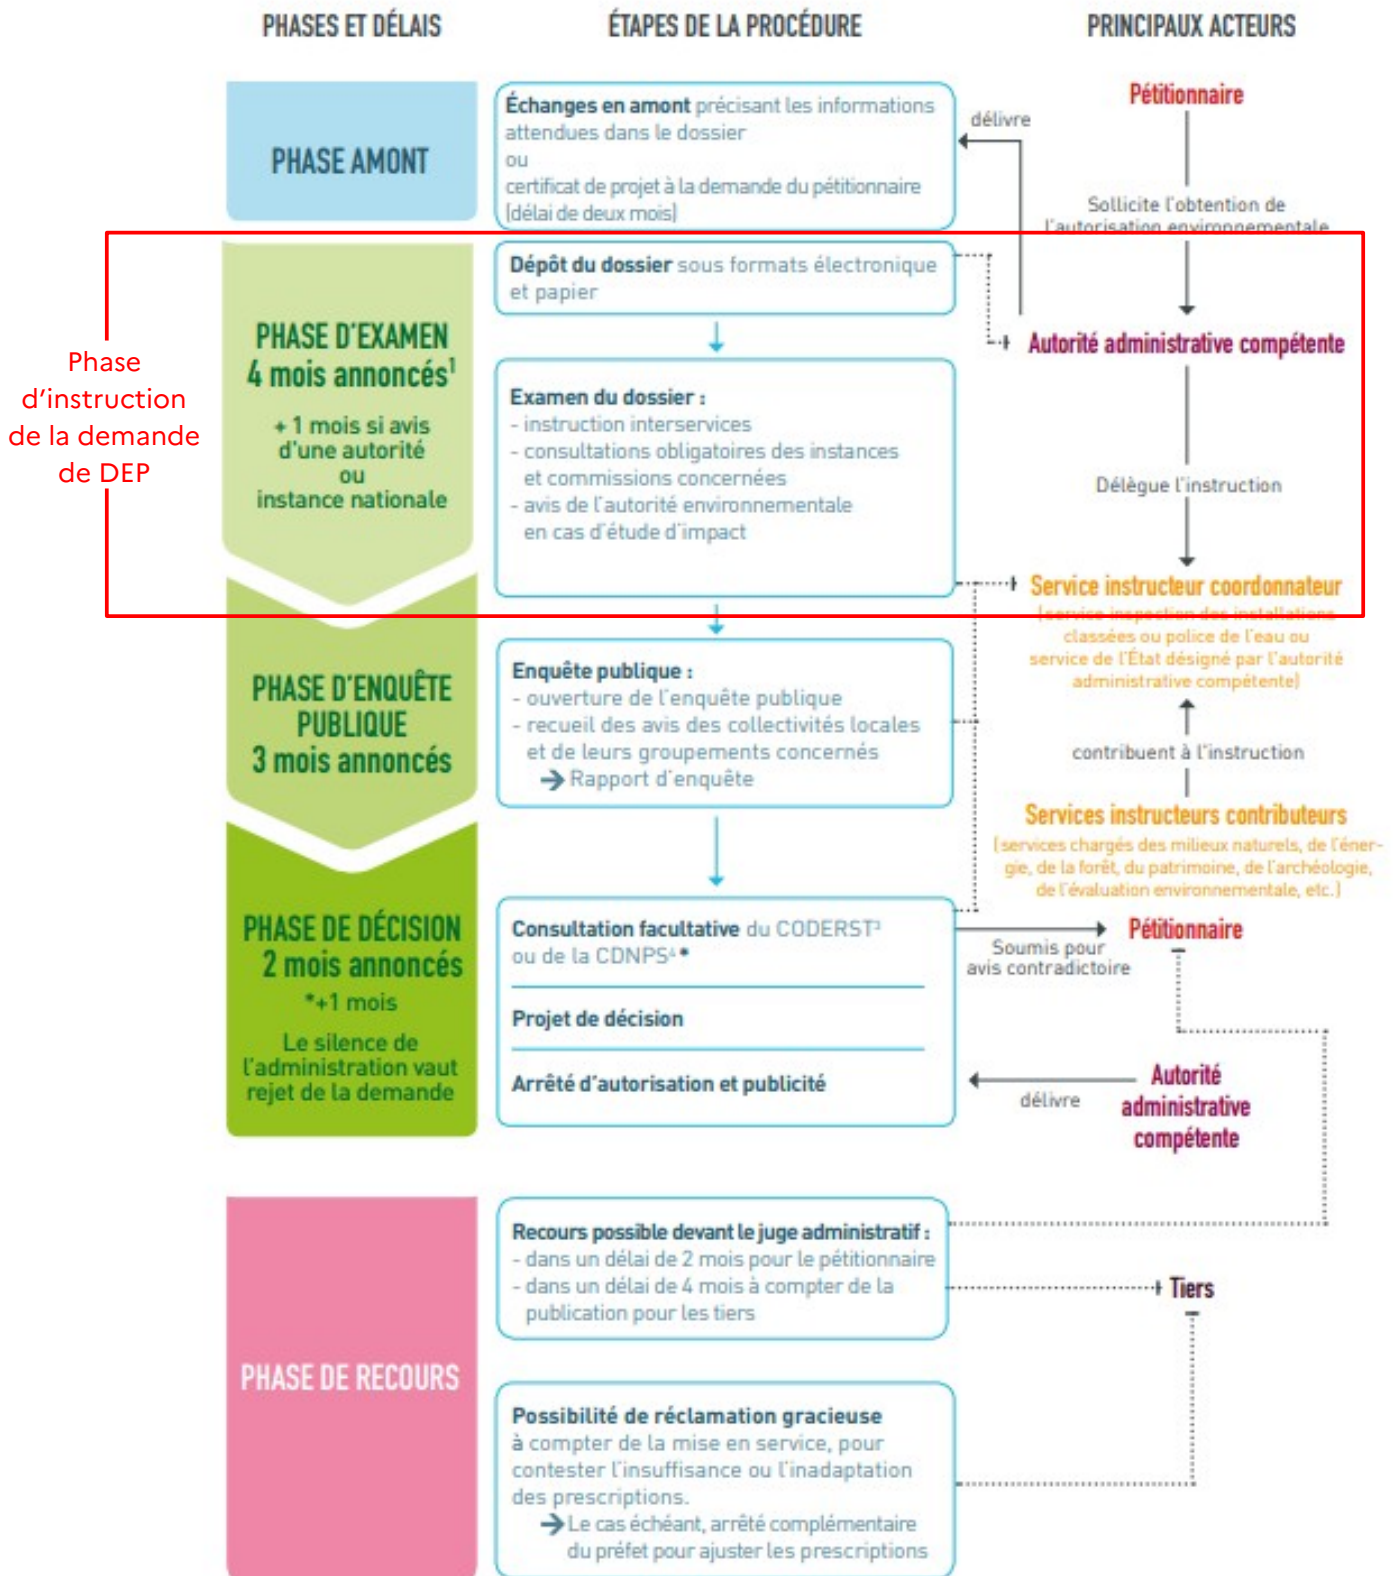 PHASES ET DÉLAIS
ÉTAPES DE LA PROCÉDURE
PRINCIPAUX ACTEURS
PHASE AMONT
Échanges en amont précisant les informations
attendues dans le dossier
ou
certificat de projet à la demande du pétitionnaire
(délai de deux mois)
délivre
Pétitionnaire
Sollicite l'obtention de
l'autorisation environnementale
Phase
d'instruction
de la demande
de DEP
PHASE D'EXAMEN
4 mois annoncés¹
+ 1 mois si avis
d'une autorité
ou
instance nationale
Dépôt du dossier sous formats électronique
et papier
Autorité administrative compétente
Examen du dossier :
- instruction interservices
- consultations obligatoires des instances
et commissions concernées
- avis de l'autorité environnementale
en cas d'étude d'impact
Délègue l'instruction
Service instructeur coordonnateur
(service inspection des installations
classées ou police de l'eau ou
service de l'État désigné par l'autorité
administrative compétente)
PHASE D'ENQUÊTE
PUBLIQUE
3 mois annoncés
Enquête publique :
- ouverture de l'enquête publique
- recueil des avis des collectivités locales
et de leurs groupements concernés
→ Rapport d'enquête
contribuent à l'instruction
Services instructeurs contributeurs
(services chargés des milieux naturels, de l'éner-
gie, de la forêt, du patrimoine, de l'archéologie,
de l'évaluation environnementale, etc.)
PHASE DE DÉCISION
2 mois annoncés
*+1 mois
Le silence de
l'administration vaut
rejet de la demande
Consultation facultative du CODERST³
ou de la CDNPS⁴ *
Projet de décision
Arrêté d'autorisation et publicité
Soumis pour
avis contradictoire
Pétitionnaire
délivre
Autorité
administrative
compétente
PHASE DE RECOURS
Recours possible devant le juge administratif :
- dans un délai de 2 mois pour le pétitionnaire
- dans un délai de 4 mois à compter de la
publication pour les tiers
Tiers
Possibilité de réclamation gracieuse
à compter de la mise en service, pour
contester l'insuffisance ou l'inadaptation
des prescriptions.
→ Le cas échéant, arrêté complémentaire
du préfet pour ajuster les prescriptions